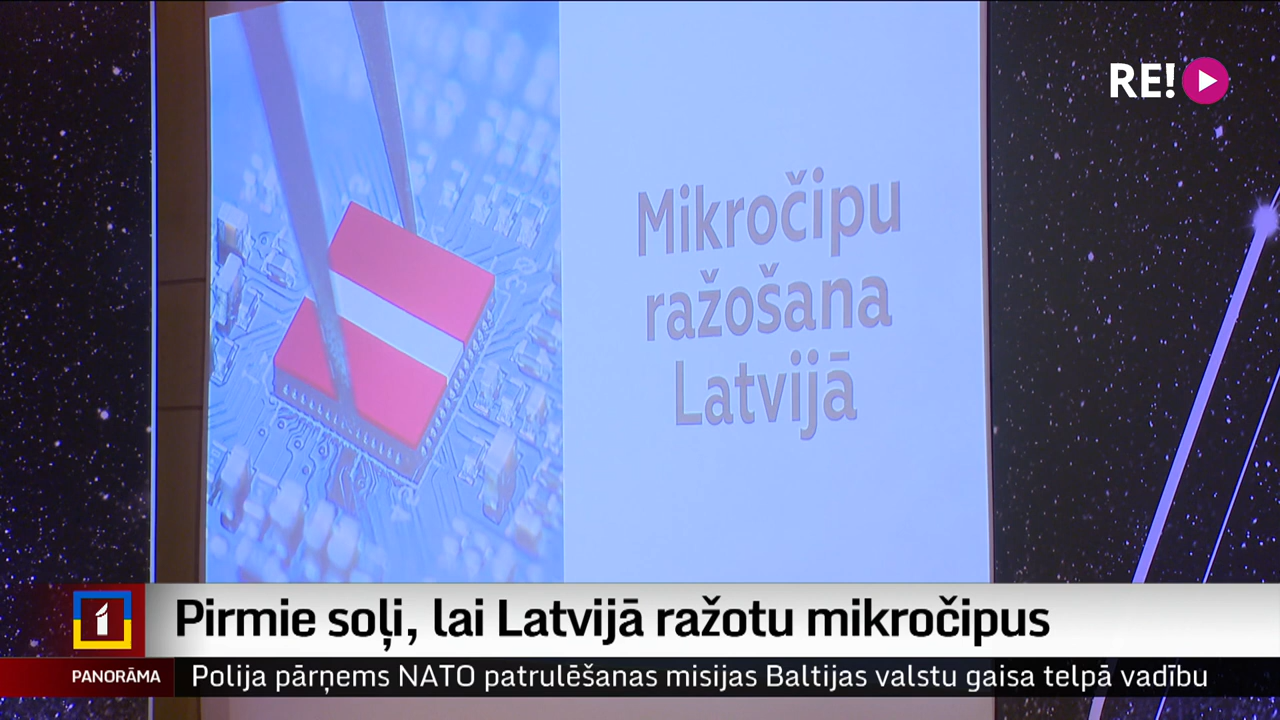 RE!
Mikročipu
ražošana
Latvijā
1
Pirmie soļi, lai Latvijā ražotu mikročipus
PANORĀMA
Polija pārņems NATO patrulēšanas misijas Baltijas valstu gaisa telpā vadību